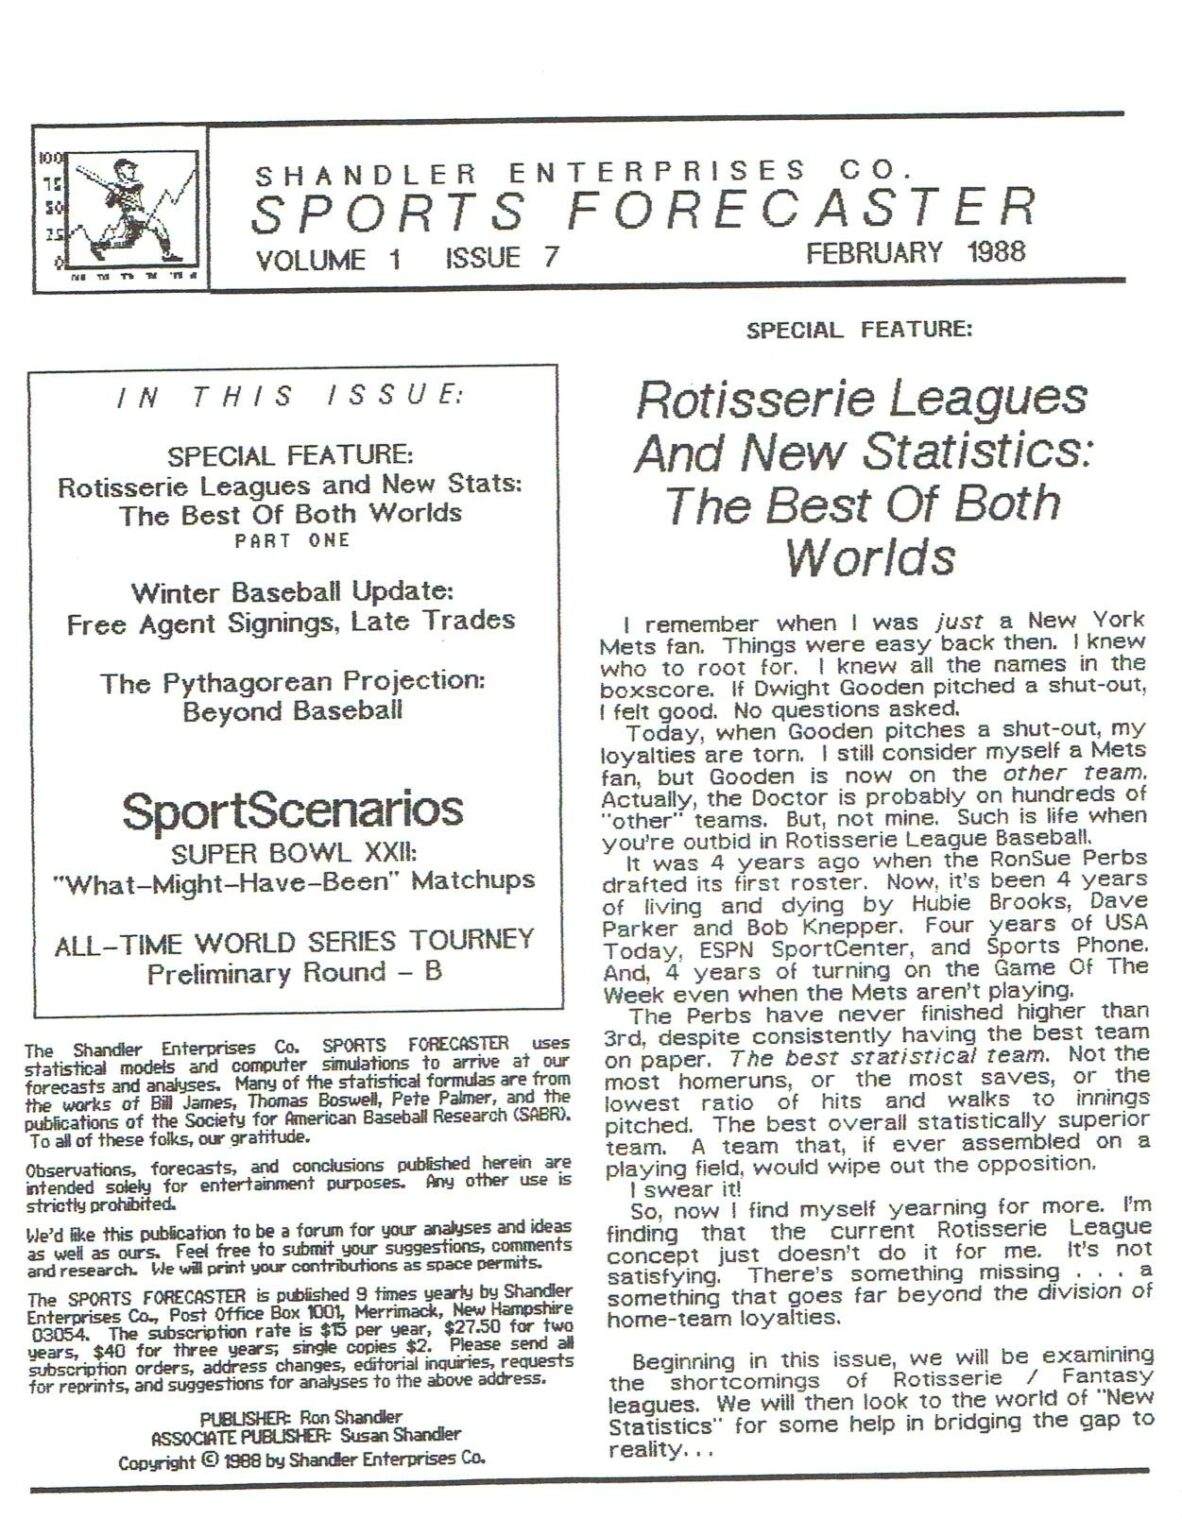 100
75
50
25
0
SHANDLER ENTERPRISES CO.
SPORTS FORECASTER
VOLUME 1 ISSUE 7 FEBRUARY 1988
IN THIS ISSUE:
SPECIAL FEATURE:
Rotisserie Leagues and New Stats:
The Best Of Both Worlds
PART ONE
Winter Baseball Update:
Free Agent Signings, Late Trades
The Pythagorean Projection:
Beyond Baseball
SportScenarios
SUPER BOWL XXII:
"What-Might-Have-Been" Matchups
ALL-TIME WORLD SERIES TOURNEY
Preliminary Round - B
The Shandler Enterprises Co. SPORTS FORECASTER uses
statistical models and computer simulations to arrive at our
forecasts and analyses. Many of the statistical formulas are from
the works of Bill James, Thomas Boswell, Pete Palmer, and the
publications of the Society for American Baseball Research (SABR).
To all of these folks, our gratitude.
Observations, forecasts, and conclusions published herein are
intended solely for entertainment purposes. Any other use is
strictly prohibited.
We'd like this publication to be a forum for your analyses and ideas
as well as ours. Feel free to submit your suggestions, comments
and research. We will print your contributions as space permits.
The SPORTS FORECASTER is published 9 times yearly by Shandler
Enterprises Co., Post Office Box 1001, Merrimack, New Hampshire
03054. The subscription rate is $15 per year, $27.50 for two
years, $40 for three years; single copies $2. Please send all
subscription orders, address changes, editorial inquiries, requests
for reprints, and suggestions for analyses to the above address.
PUBLISHER: Ron Shandler
ASSOCIATE PUBLISHER: Susan Shandler
Copyright © 1988 by Shandler Enterprises Co.
SPECIAL FEATURE:
Rotisserie Leagues
And New Statistics:
The Best Of Both
Worlds
I remember when I was just a New York
Mets fan. Things were easy back then. I knew
who to root for. I knew all the names in the
boxscore. If Dwight Gooden pitched a shut-out,
I felt good. No questions asked.
Today, when Gooden pitches a shut-out, my
loyalties are torn. I still consider myself a Mets
fan, but Gooden is now on the other team.
Actually, the Doctor is probably on hundreds of
"other" teams. But, not mine. Such is life when
you're outbid in Rotisserie League Baseball.
It was 4 years ago when the RonSue Perbs
drafted its first roster. Now, it's been 4 years
of living and dying by Hubie Brooks, Dave
Parker and Bob Knepper. Four years of USA
Today, ESPN SportCenter, and Sports Phone.
And, 4 years of turning on the Game Of The
Week even when the Mets aren't playing.
The Perbs have never finished higher than
3rd, despite consistently having the best team
on paper. The best statistical team. Not the
most homeruns, or the most saves, or the
lowest ratio of hits and walks to innings
pitched. The best overall statistically superior
team. A team that, if ever assembled on a
playing field, would wipe out the opposition.
I swear it!
So, now I find myself yearning for more. I'm
finding that the current Rotisserie League
concept just doesn't do it for me. It's not
satisfying. There's something missing . . . a
something that goes far beyond the division of
home-team loyalties.
Beginning in this issue, we will be examining
the shortcomings of Rotisserie / Fantasy
leagues. We will then look to the world of "New
Statistics" for some help in bridging the gap to
reality...